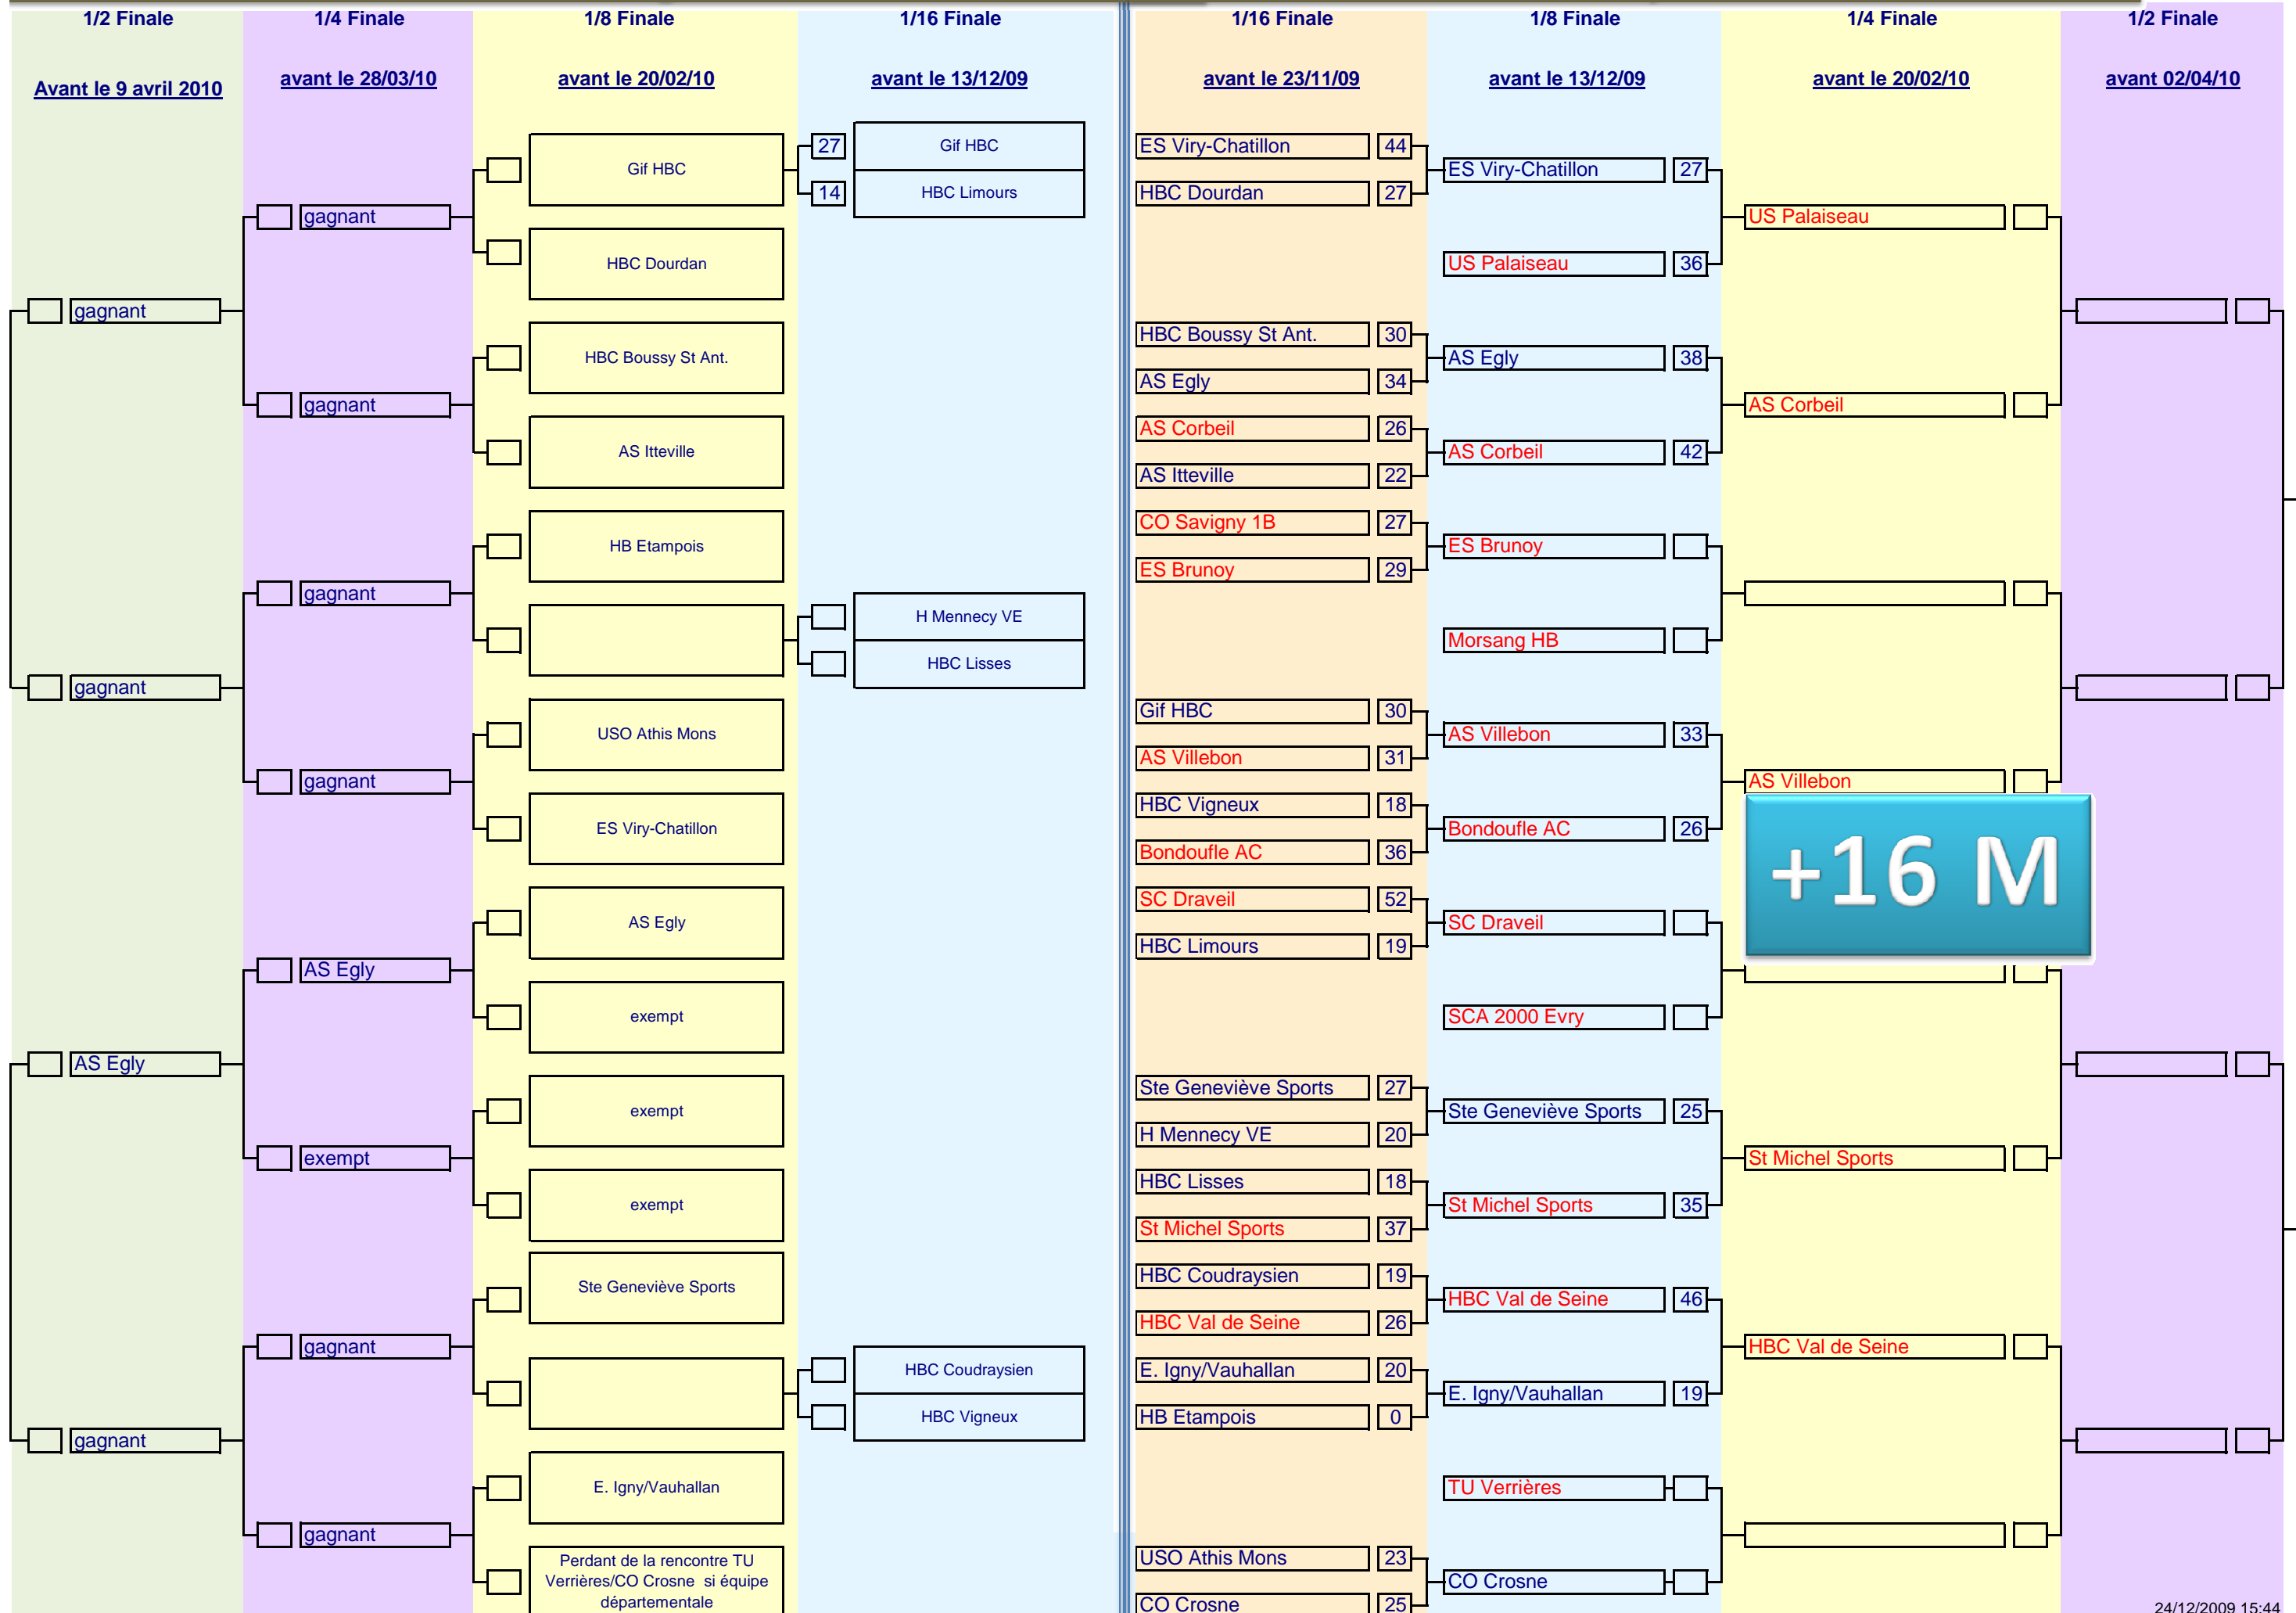 1/2 Finale
1/4 Finale
1/8 Finale
1/16 Finale
1/16 Finale
1/8 Finale
1/4 Finale
1/2 Finale
Avant le 9 avril 2010
avant le 28/03/10
avant le 20/02/10
avant le 13/12/09
avant le 23/11/09
avant le 13/12/09
avant le 20/02/10
avant 02/04/10
gagnant
gagnant
AS Egly
gagnant
gagnant
gagnant
gagnant
gagnant
AS Egly
exempt
gagnant
gagnant
Gif HBC
HBC Dourdan
HBC Boussy St Ant.
AS Itteville
HB Etampois
USO Athis Mons
ES Viry-Chatillon
AS Egly
exempt
exempt
exempt
Ste Geneviève Sports
E. Igny/Vauhallan
Perdant de la rencontre TU
Verrières/CO Crosne si équipe
départementale
27 Gif HBC
14 HBC Limours
H Mennecy VE
HBC Lisses
HBC Coudraysien
HBC Vigneux
ES Viry-Chatillon 44
HBC Dourdan 27
HBC Boussy St Ant. 30
AS Egly 34
AS Corbeil 26
AS Itteville 22
CO Savigny 1B 27
ES Brunoy 29
Gif HBC 30
AS Villebon 31
HBC Vigneux 18
Bondoufle AC 36
SC Draveil 52
HBC Limours 19
Ste Geneviève Sports 27
H Mennecy VE 20
HBC Lisses 18
St Michel Sports 37
HBC Coudraysien 19
HBC Val de Seine 26
E. Igny/Vauhallan 20
HB Etampois 0
USO Athis Mons 23
CO Crosne 25
ES Viry-Chatillon 27
US Palaiseau 36
AS Egly 38
AS Corbeil 42
ES Brunoy
Morsang HB
AS Villebon 33
Bondoufle AC 26
SC Draveil
SCA 2000 Evry
Ste Geneviève Sports 25
St Michel Sports 35
HBC Val de Seine 46
E. Igny/Vauhallan 19
TU Verrières
CO Crosne
US Palaiseau
AS Corbeil
AS Villebon
+16 M
St Michel Sports
HBC Val de Seine
24/12/2009 15:44